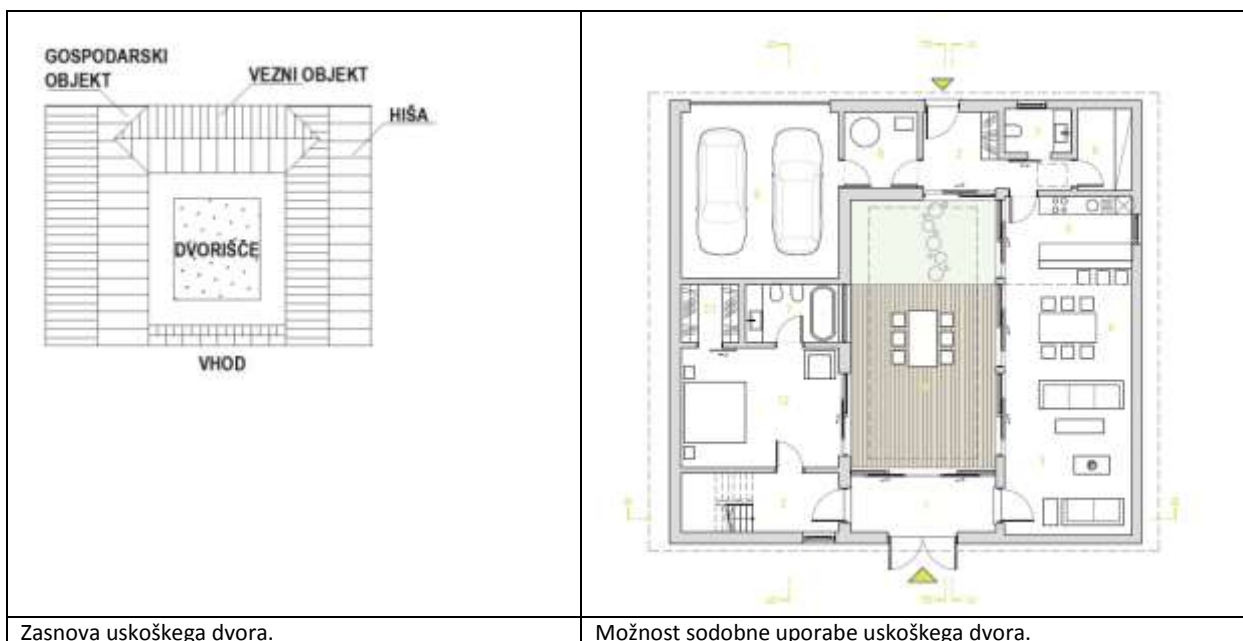 GOSPODARSKI
OBJEKT
VEZNI OBJEKT
HIŠA
DVORIŠČE
VHOD
Zasnova uskoškega dvora.
Možnost sodobne uporabe uskoškega dvora.